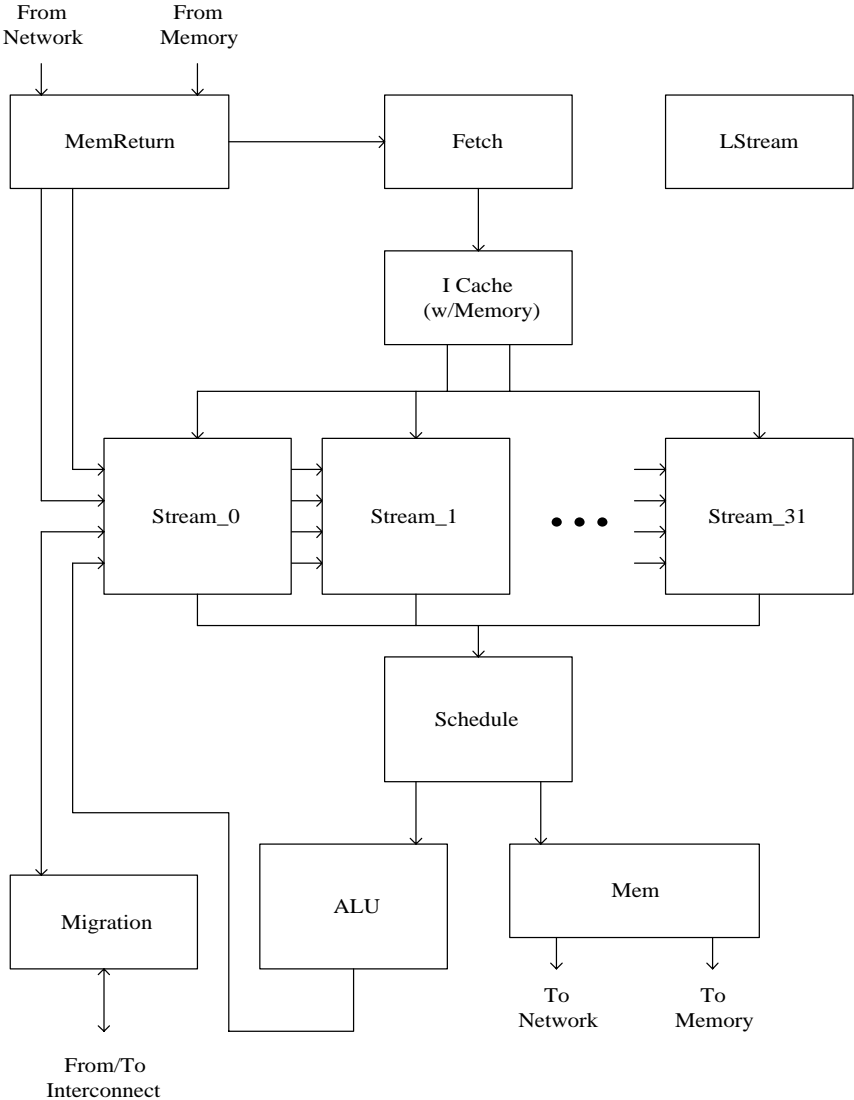 From
Network
From
Memory
MemReturn
Fetch
LStream
I Cache
(w/Memory)
Stream_0
Stream_1
Stream_31
Schedule
ALU
Mem
Migration
To
Network
To
Memory
From/To
Interconnect